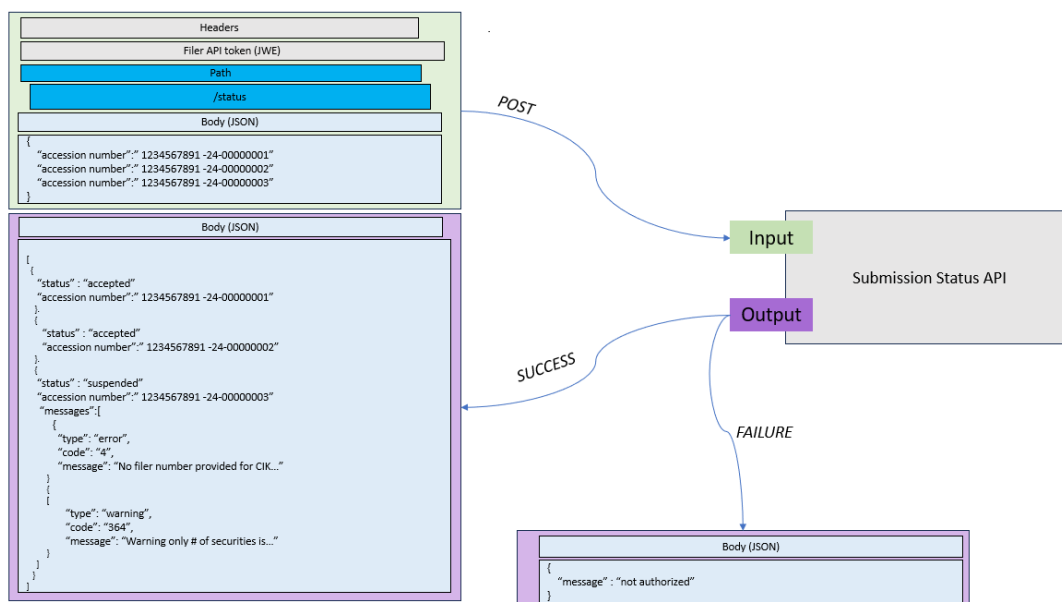 Headers
Filer API token (JWE)
Path
/status
Body (JSON)
{
“accession number”:” 1234567891 -24-00000001”
“accession number”:” 1234567891 -24-00000002”
“accession number”:” 1234567891 -24-00000003”
}
POST
Input
Submission Status API
Output
SUCCESS
FAILURE
Body (JSON)
[
{
“status” : “accepted”
“accession number”:” 1234567891 -24-00000001”
},
{
“status” : “accepted”
“accession number”:” 1234567891 -24-00000002”
},
{
“status” : “suspended”
“accession number”:” 1234567891 -24-00000003”
“messages”:[
{
“type”: “error”,
“code”: “4”,
“message”: “No filer number provided for CIK...”
}
{
[
“type”: “warning”,
“code”: “364”,
“message”: “Warning only # of securities is...”
}
]
}
]
Body (JSON)
{
“message” : “not authorized”
}